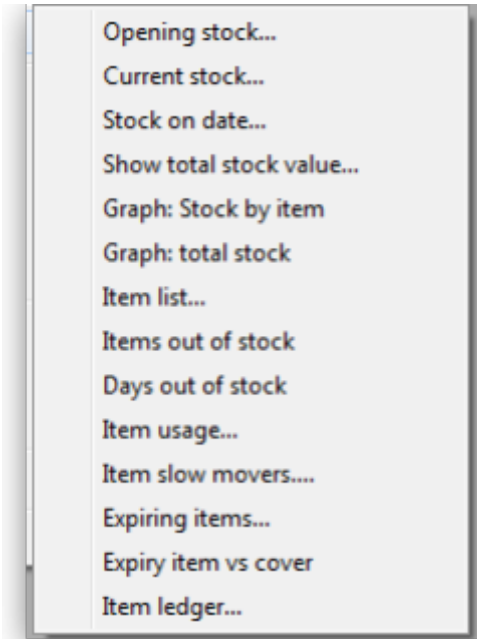 Opening stock...
Current stock...
Stock on date...
Show total stock value...
Graph: Stock by item
Graph: total stock
Item list...
Items out of stock
Days out of stock
Item usage...
Item slow movers....
Expiring items...
Expiry item vs cover
Item ledger...